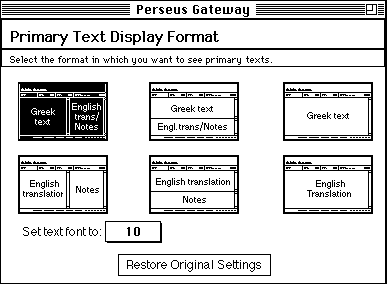 Perseus Gateway
Primary Text Display Format
Select the format in which you want to see primary texts.
Greek text
English trans/ Notes
Greek text
Engl.trans/Notes
Greek text
English translation
Notes
English translation
Notes
English Translation
Set text font to:
10
Restore Original Settings